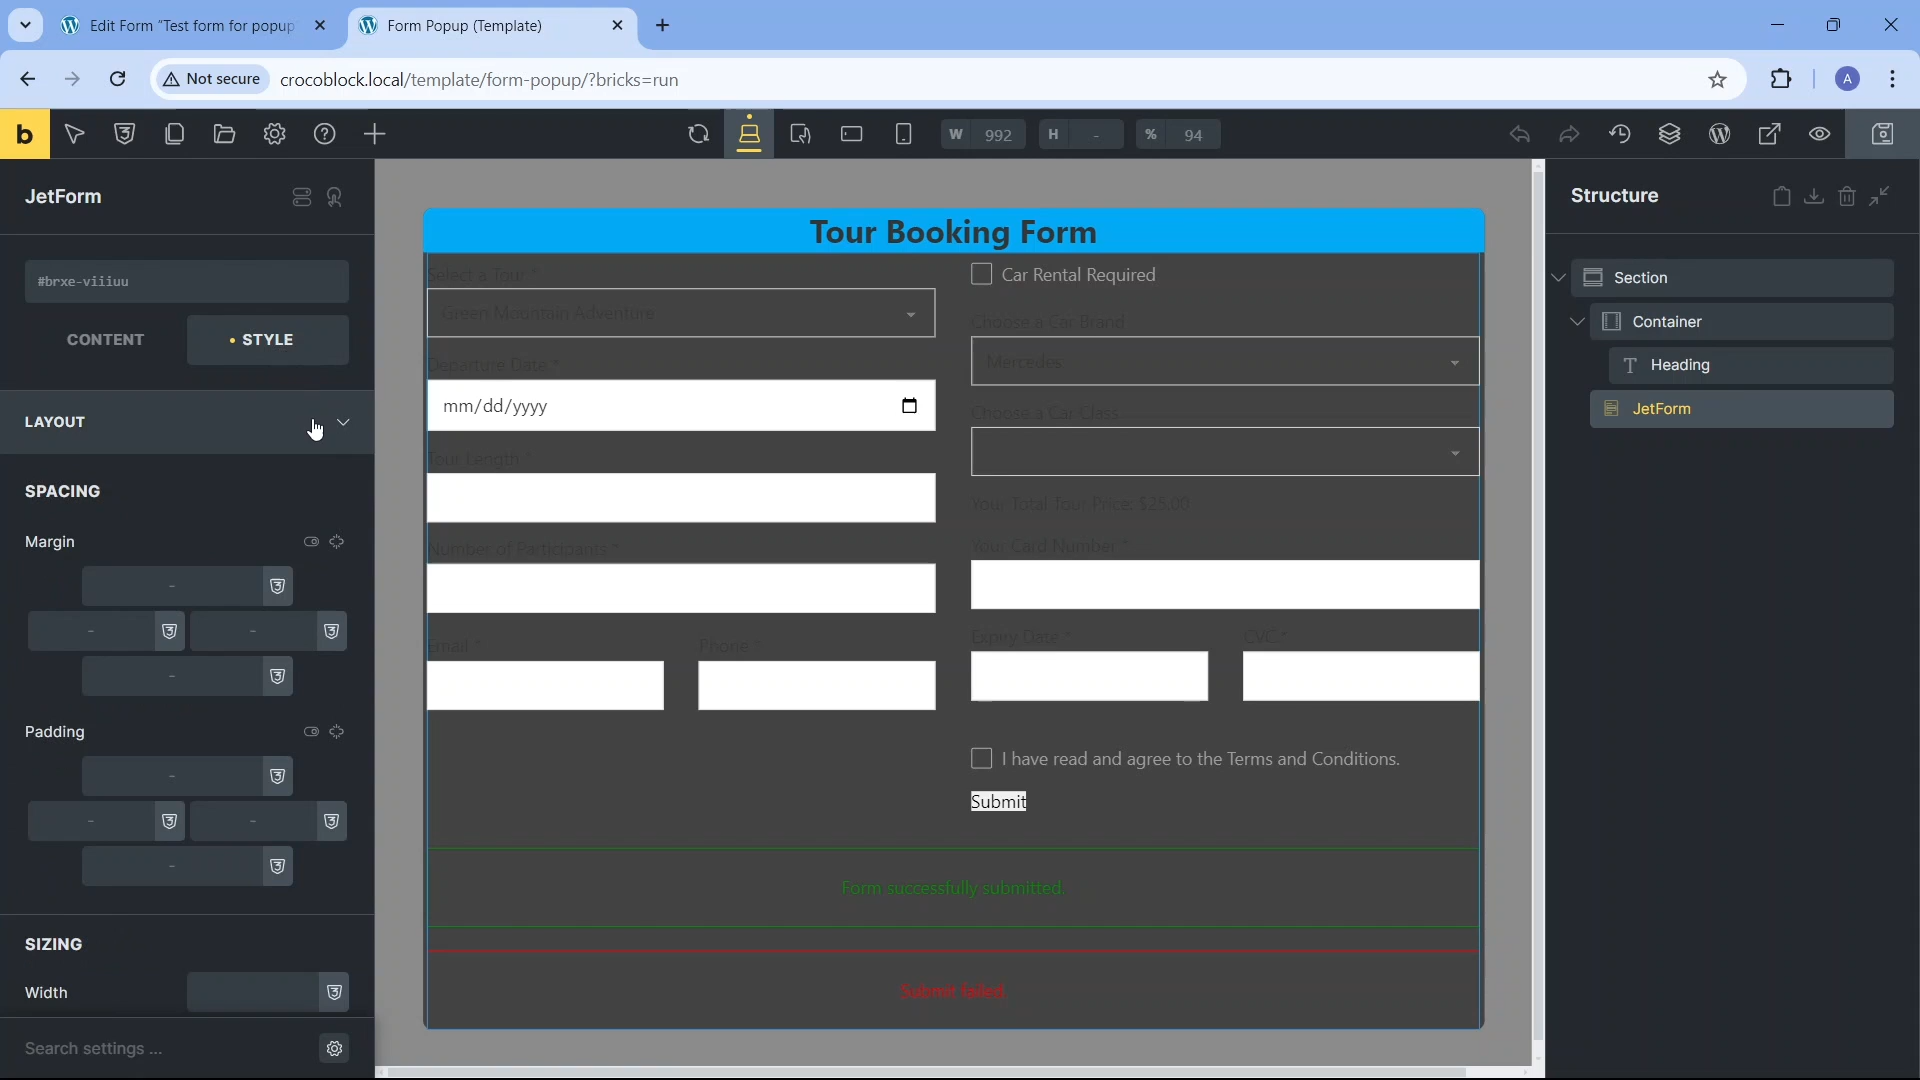 Edit Form "Test form for popup
Form Popup (Template)
Not secure
crocoblock.local/template/form-popup/?bricks=run
A
b
W 992
H -
% 94
JetForm
#brxe-viiiuu
CONTENT
STYLE
LAYOUT
SPACING
Margin
-
- -
-
Padding
-
- -
-
SIZING
Width
Search settings ...
Tour Booking Form
Select a Tour *
Green Mountain Adventure
Departure Date *
mm/dd/yyyy
Tour Length *
Number of Participants *
Email *
Phone *
Car Rental Required
Choose a Car Brand
Mercedes
Choose a Car Class
Your Total Tour Price: $25.00
Your Card Number *
Expiry Date *
CVC *
I have read and agree to the Terms and Conditions.
Submit
Form successfully submitted.
Submit failed.
Structure
Section
Container
Heading
JetForm